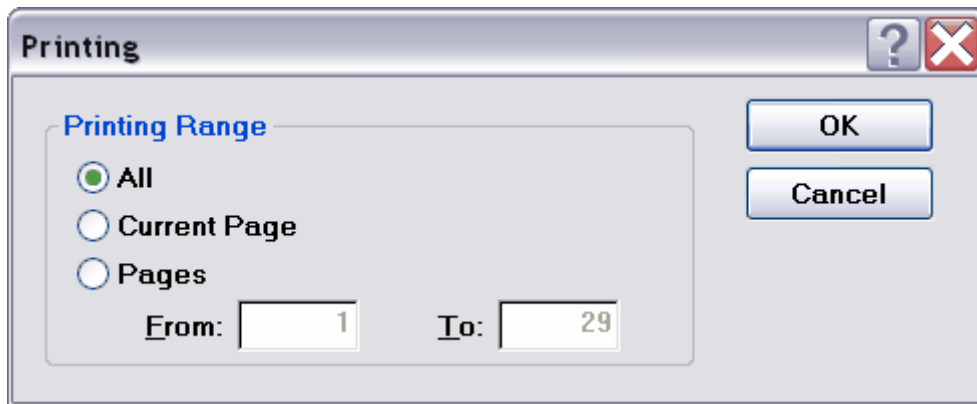 Printing
Printing Range
All
Current Page
Pages
From: 1 To: 29
OK
Cancel